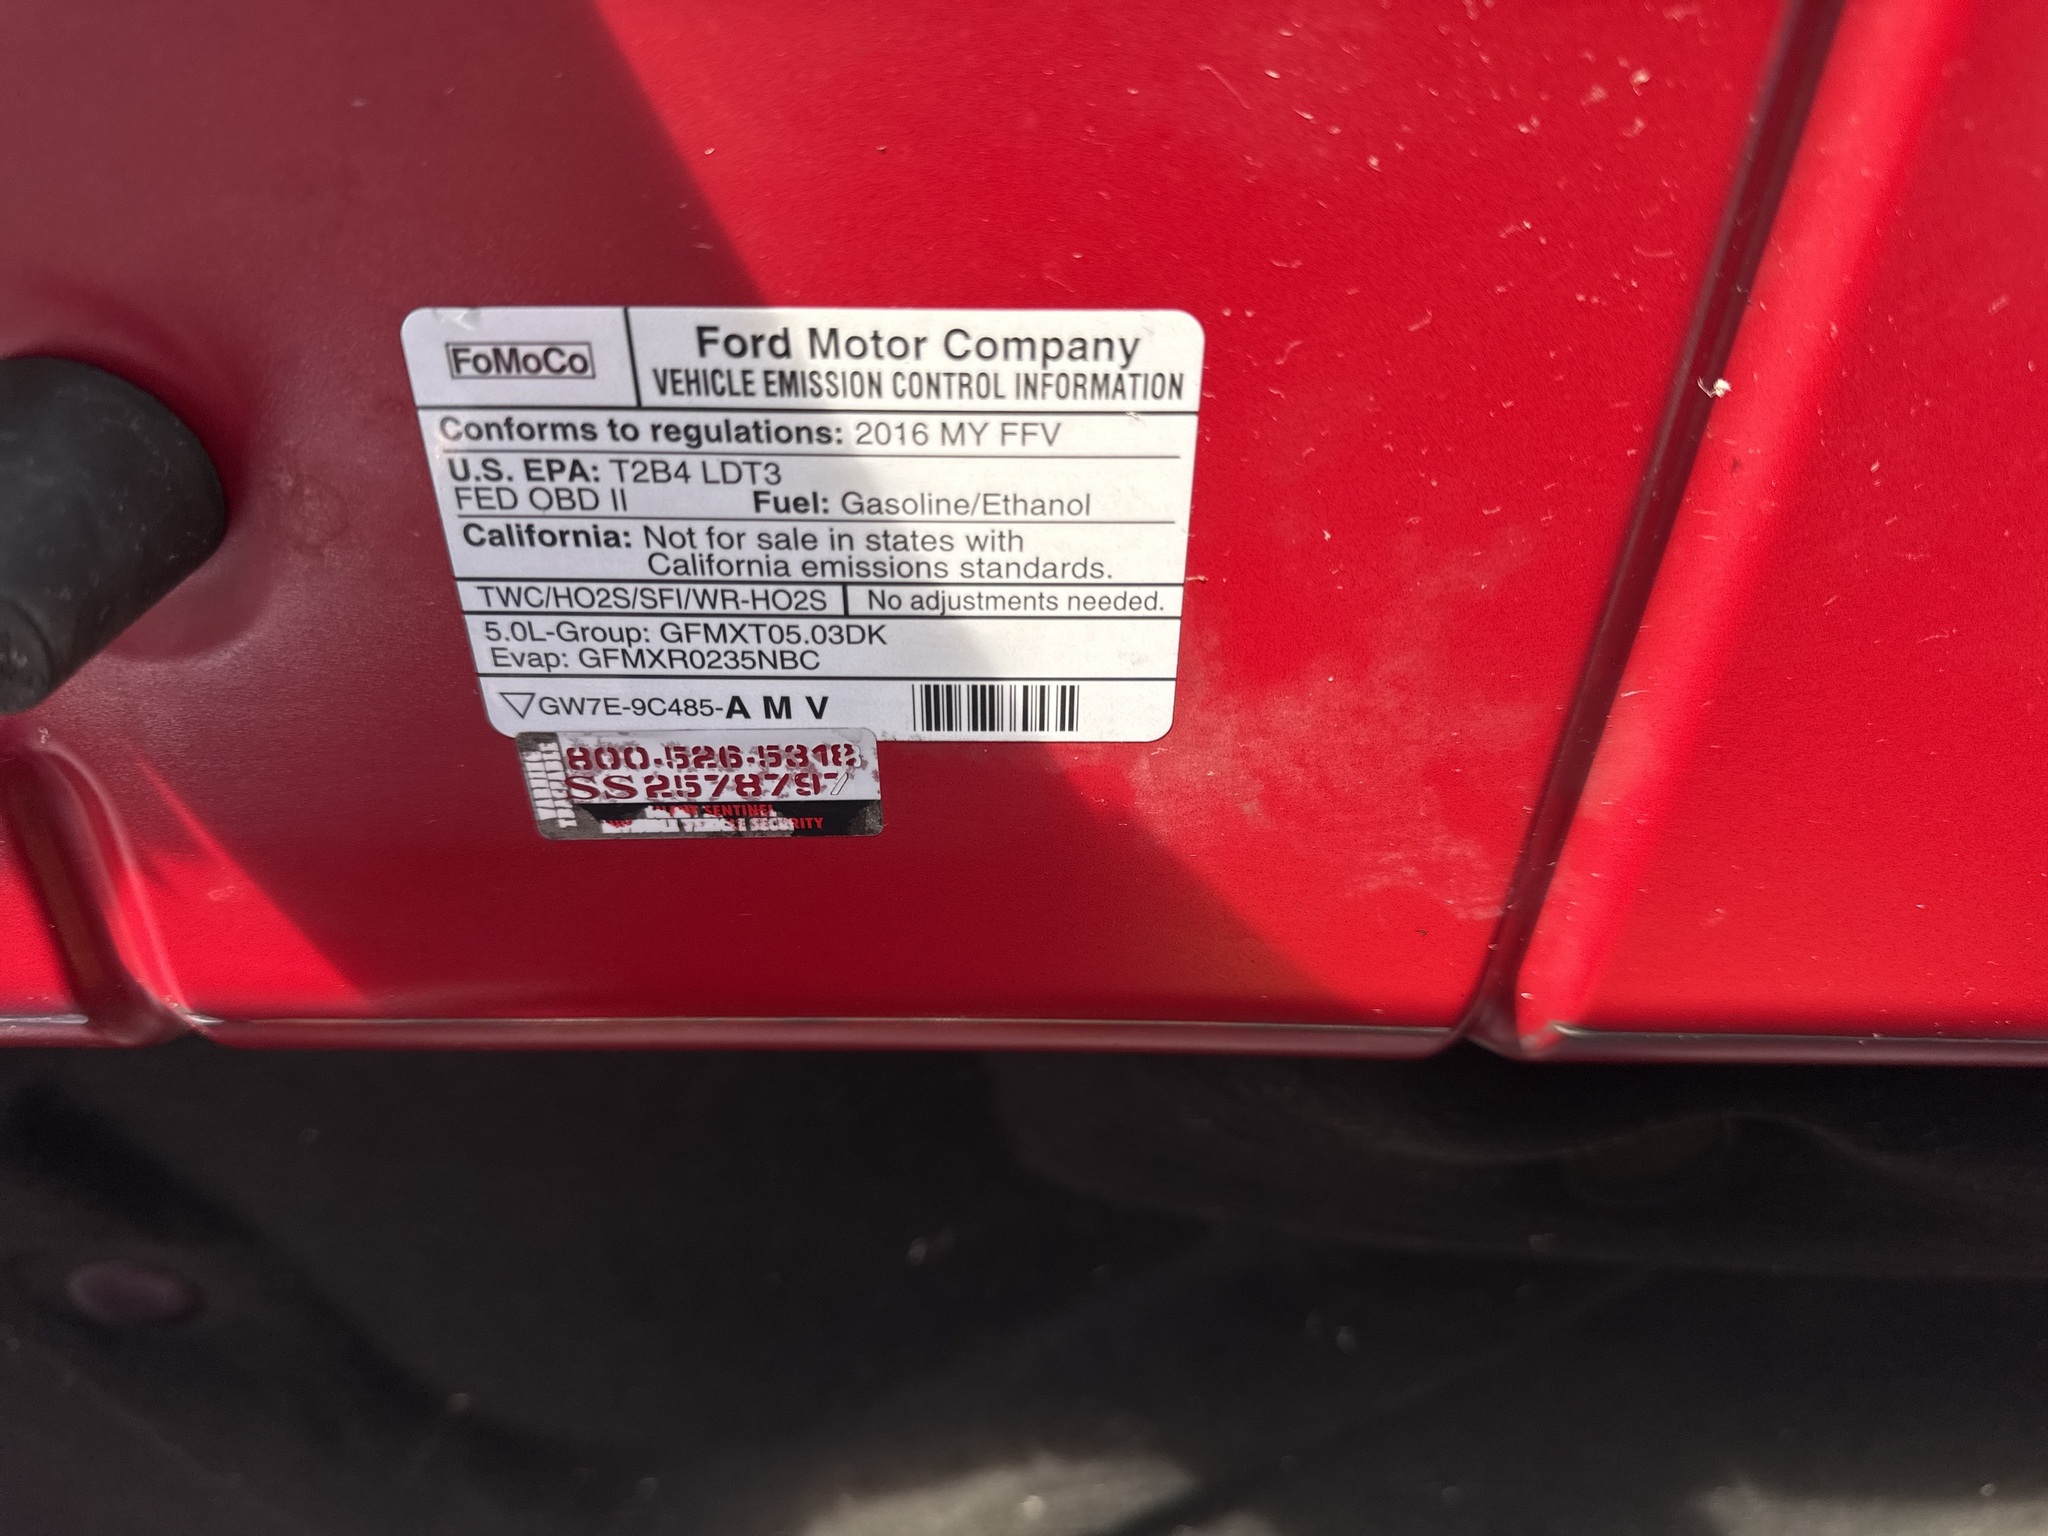 FoMoCo
Ford Motor Company
VEHICLE EMISSION CONTROL INFORMATION
Conforms to regulations: 2016 MY FFV
U.S. EPA: T2B4 LDT3
FED OBD II Fuel: Gasoline/Ethanol
California: Not for sale in states with
California emissions standards.
TWC/HO2S/SFI/WR-HO2S No adjustments needed.
5.0L-Group: GFMXT05.03DK
Evap: GFMXR0235NBC
GW7E-9C485-A M V
800.526.5318
SS2578797
SENTINEL
SECURITY